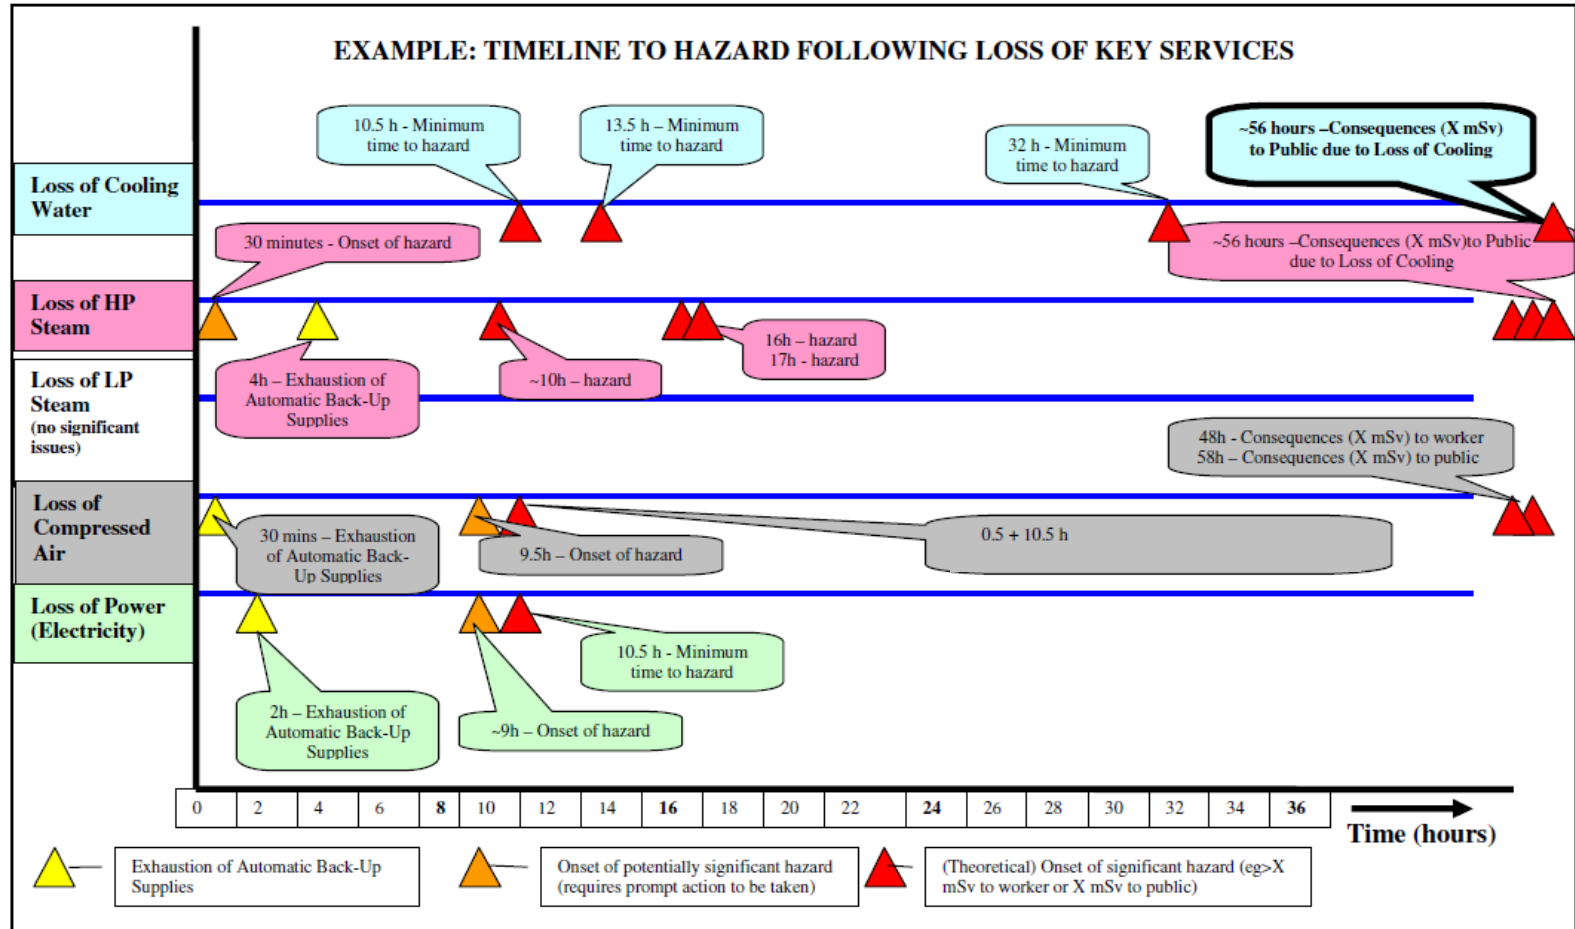 EXAMPLE: TIMELINE TO HAZARD FOLLOWING LOSS OF KEY SERVICES
10.5 h - Minimum
time to hazard
13.5 h – Minimum
time to hazard
32 h - Minimum
time to hazard
~56 hours –Consequences (X mSv)
to Public due to Loss of Cooling
Loss of Cooling
Water
30 minutes - Onset of hazard
~56 hours –Consequences (X mSv)to Public
due to Loss of Cooling
Loss of HP
Steam
16h – hazard
17h - hazard
4h – Exhaustion of
Automatic Back-Up
Supplies
~10h – hazard
Loss of LP
Steam
(no significant
issues)
48h - Consequences (X mSv) to worker
58h – Consequences (X mSv) to public
Loss of
Compressed
Air
30 mins – Exhaustion
of Automatic Back-
Up Supplies
9.5h – Onset of hazard
0.5 + 10.5 h
Loss of Power
(Electricity)
10.5 h - Minimum
time to hazard
2h – Exhaustion of
Automatic Back-Up
Supplies
~9h – Onset of hazard
0 2 4 6 8 10 12 14 16 18 20 22 24 26 28 30 32 34 36
Time (hours)
Exhaustion of Automatic Back-Up
Supplies
Onset of potentially significant hazard
(requires prompt action to be taken)
(Theoretical) Onset of significant hazard (eg>X
mSv to worker or X mSv to public)